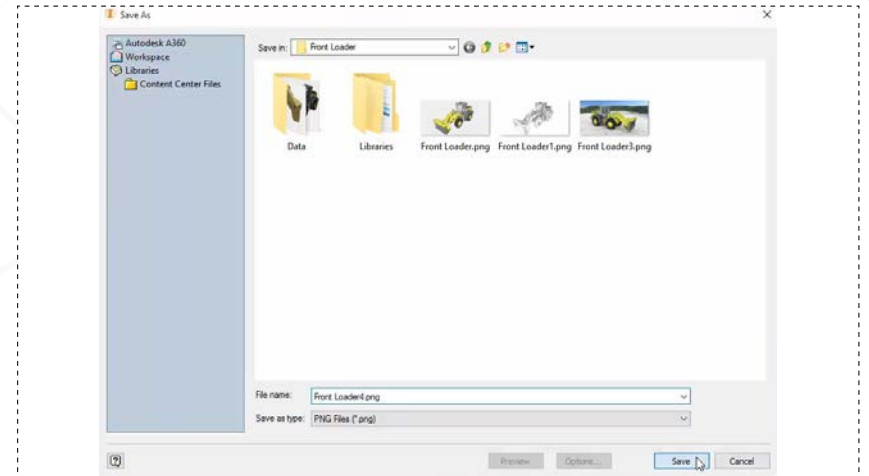 Save As
Autodesk A360
Workspace
Libraries
Content Center Files
Save in: Front Loader
Data
Libraries
Front Loader.png
Front Loader1.png
Front Loader3.png
File name: Front Loader4.png
Save as type: PNG Files (*.png)
Preview
Options...
Save
Cancel